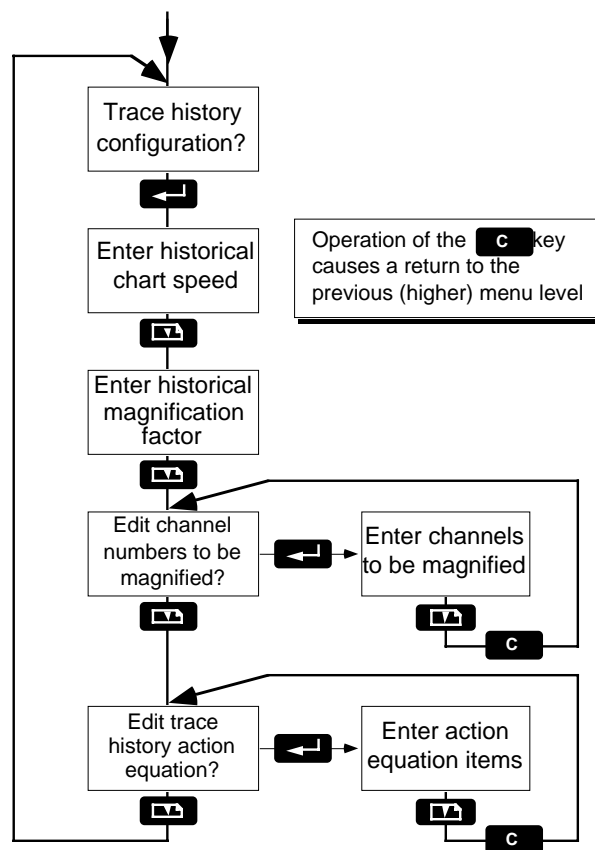 Trace history
configuration?
Enter historical
chart speed
Operation of the C key
causes a return to the
previous (higher) menu level
Enter historical
magnification
factor
Edit channel
numbers to be
magnified?
Enter channels
to be magnified
C
Edit trace
history action
equation?
Enter action
equation items
C